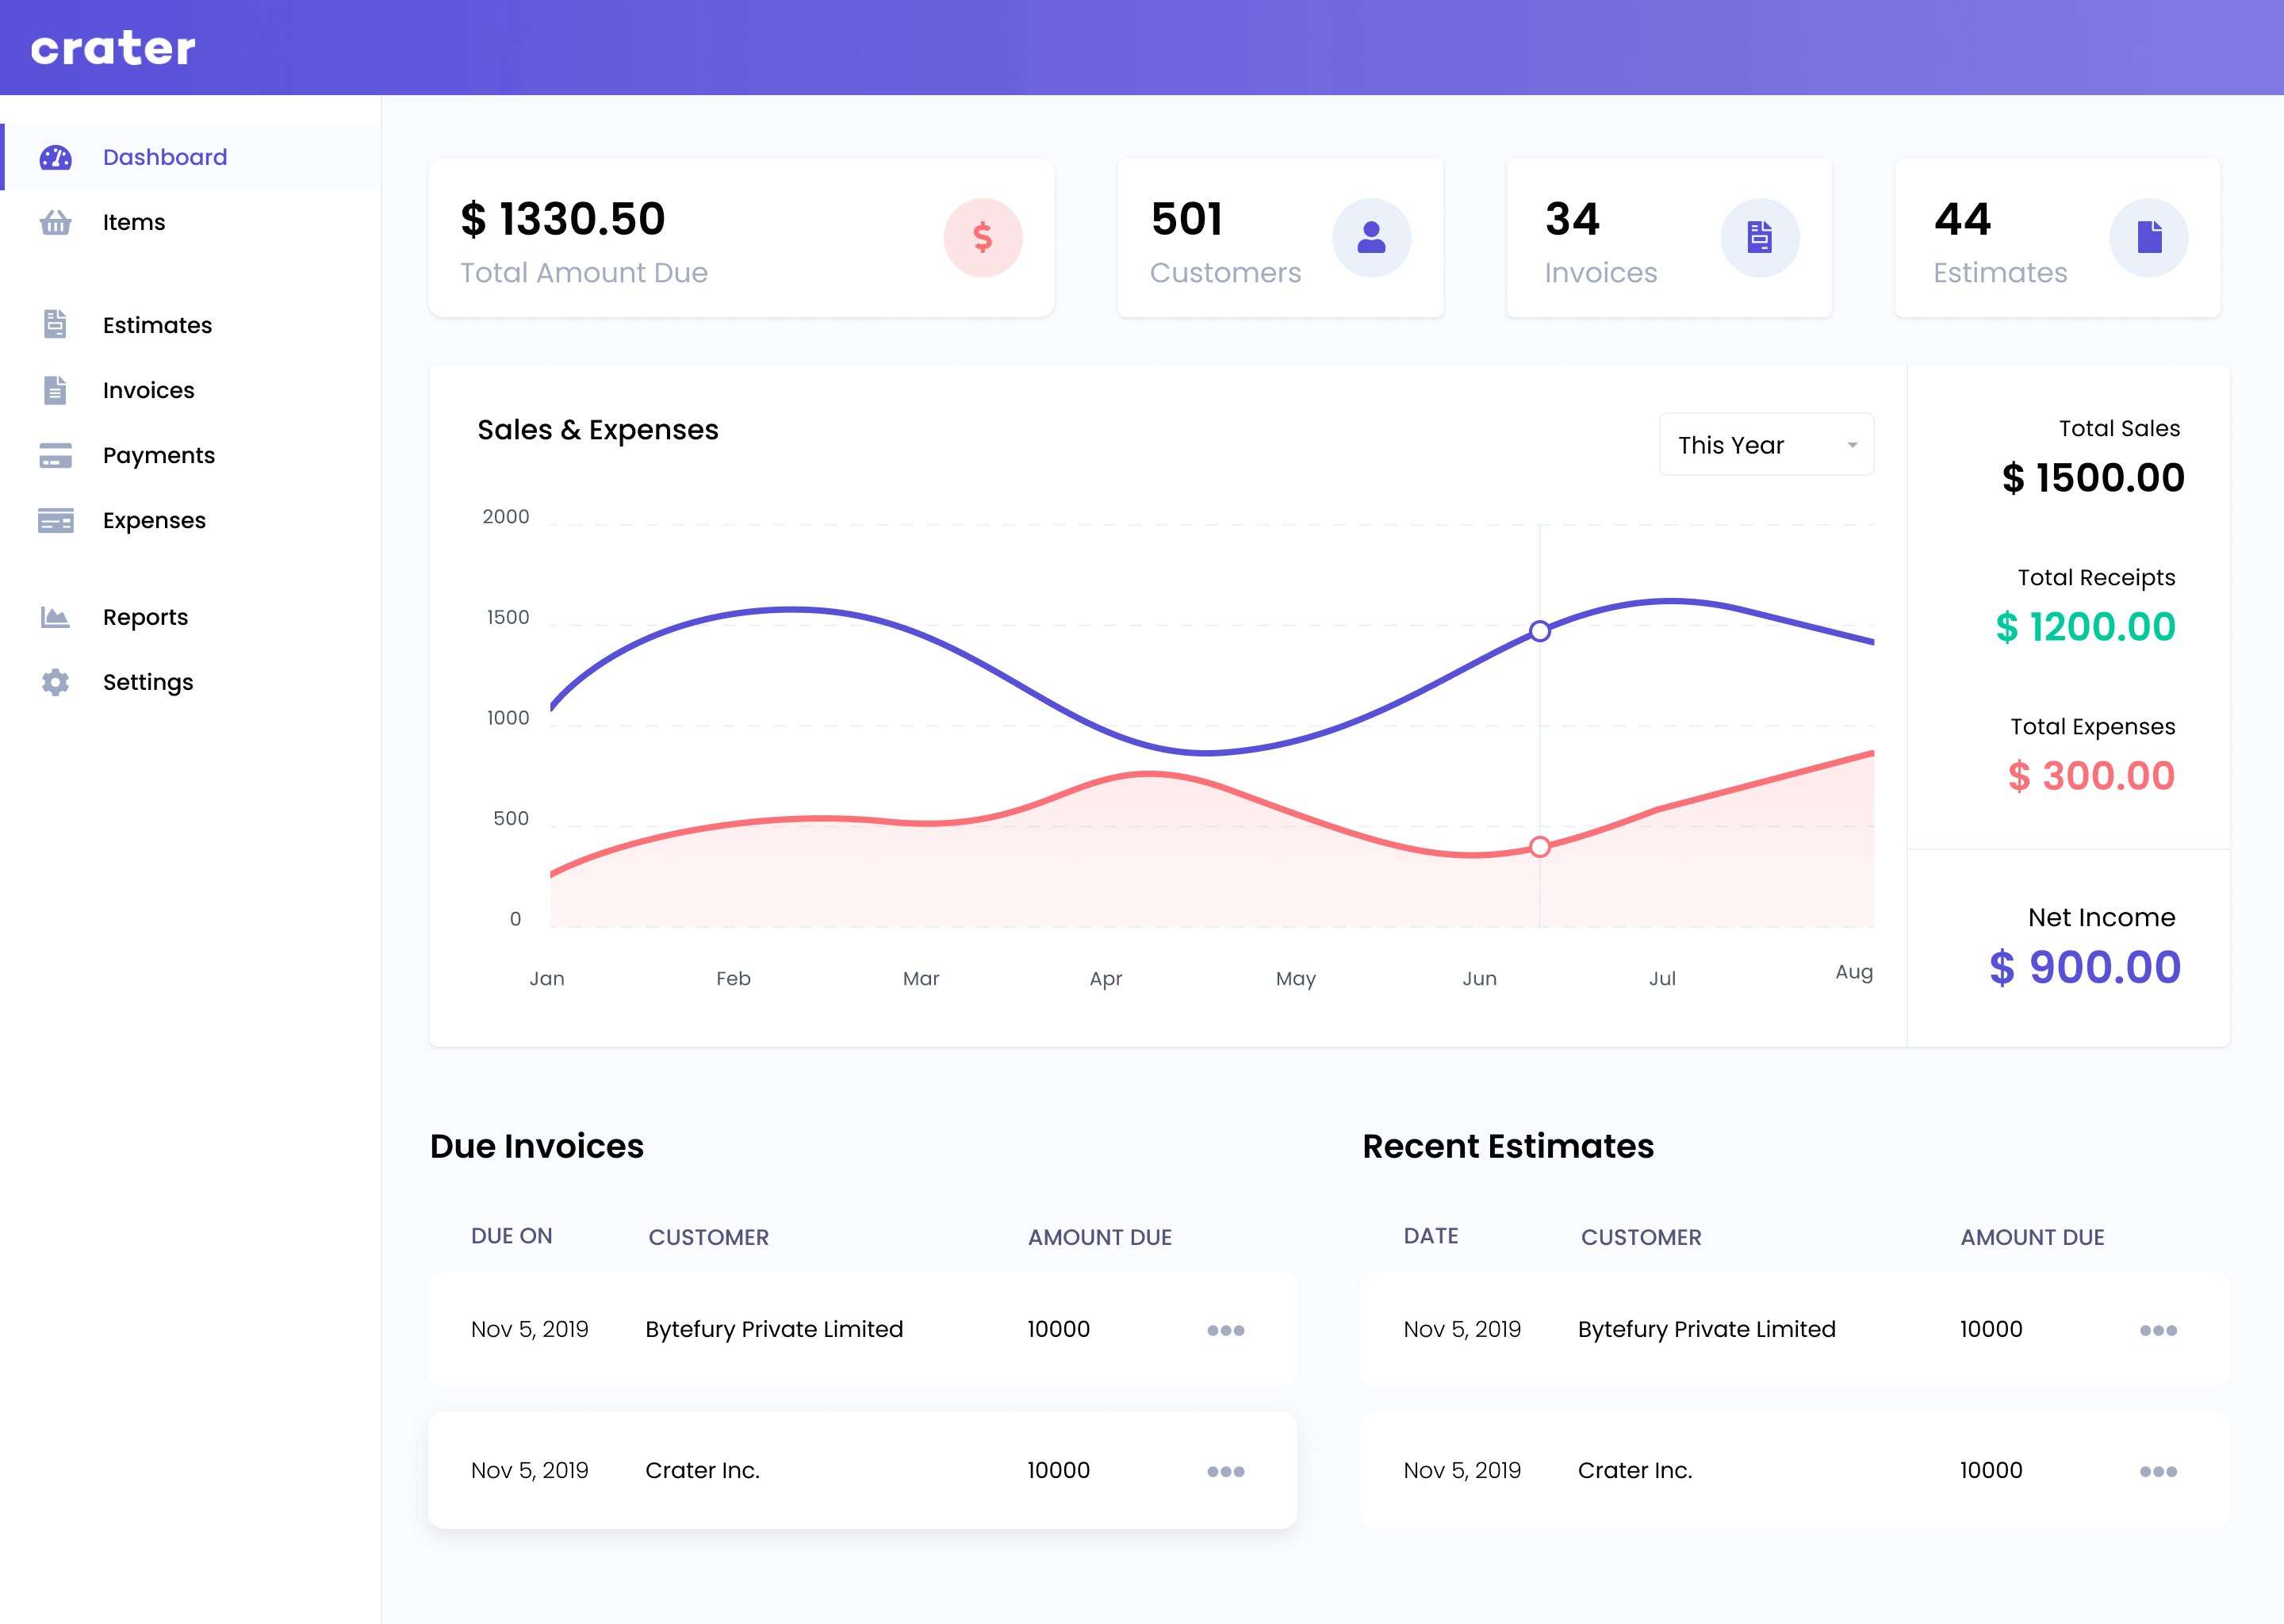 crater
Dashboard
Items
Estimates
Invoices
Payments
Expenses
Reports
Settings
$ 1330.50
Total Amount Due
$
501
Customers
34
Invoices
44
Estimates
Sales & Expenses
This Year
2000
1500
1000
500
0
Jan Feb Mar Apr May Jun Jul Aug
Total Sales
$ 1500.00
Total Receipts
$ 1200.00
Total Expenses
$ 300.00
Net Income
$ 900.00
Due Invoices
DUE ON CUSTOMER AMOUNT DUE
Nov 5, 2019 Bytefury Private Limited 10000
Nov 5, 2019 Crater Inc. 10000
Recent Estimates
DATE CUSTOMER AMOUNT DUE
Nov 5, 2019 Bytefury Private Limited 10000
Nov 5, 2019 Crater Inc. 10000